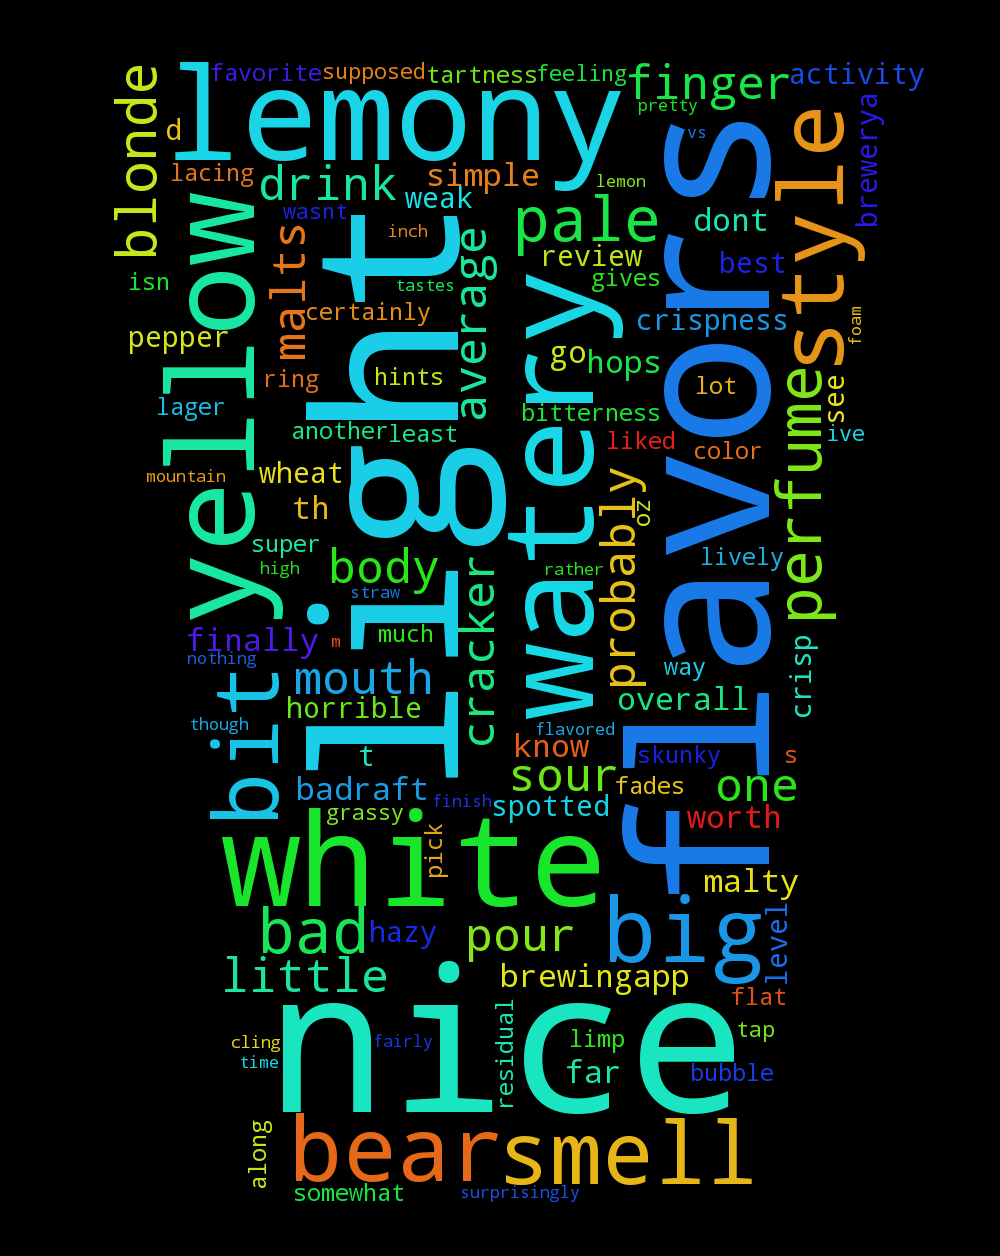 favorite
supposed
tartness
feeling
finger
activity
blonde
lemony
pretty
d
vs
brewerya
style
lacing
drink
simple
weak
lemon
flavors
yellow
wasnt
light
inch
pale
dont
malts
average
review
best
isn
tastes
gives
watery
certainly
crispness
foam
pepper
go
hops
ring
hints
lot
perfume
see
lager
bitterness
another
least
liked
color
ive
mountain
wheat
th
probably
oz
super
body
cracker
rather
lively
high
straw
finally
m
much
crisp
nothing
bit
mouth
way
horrible
overall
though
flavored
t
know
skunky
s
badraft
sour
fades
one
grassy
finish
spotted
white
pick
worth
malty
bad
hazy
pour
big
level
little
brewingapp
nice
flat
residual
limp
tap
cling
fairly
time
far
bubble
along
bear
smell
somewhat
surprisingly